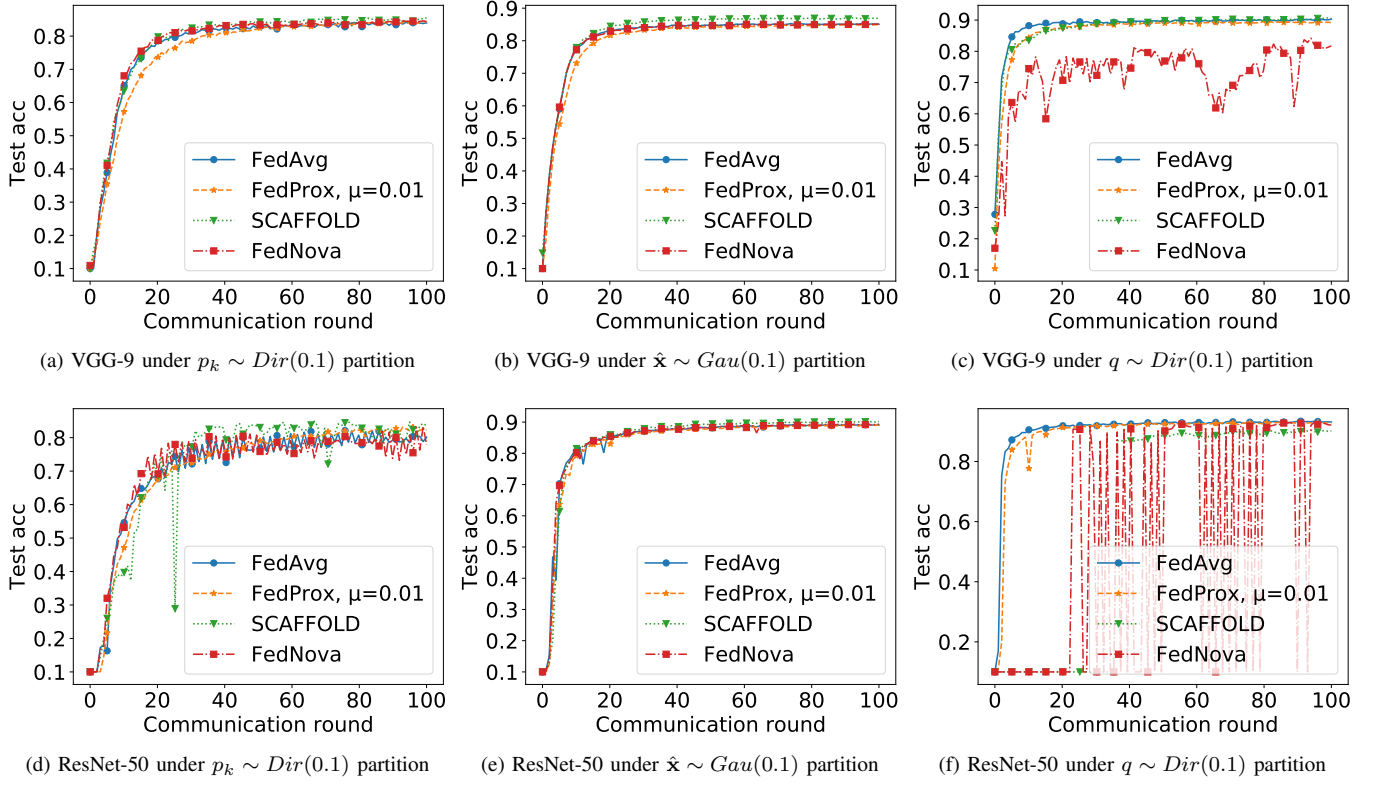 0.8
0.7
0.6
0.5
0.4
0.3
0.2
0.1
Test acc
FedAvg
FedProx, μ=0.01
SCAFFOLD
FedNova
0 20 40 60 80 100
Communication round
(a) VGG-9 under p_k ∼ Dir(0.1) partition
0.9
0.8
0.7
0.6
0.5
0.4
0.3
0.2
0.1
Test acc
FedAvg
FedProx, μ=0.01
SCAFFOLD
FedNova
0 20 40 60 80 100
Communication round
(b) VGG-9 under x̂ ∼ Gau(0.1) partition
0.9
0.8
0.7
0.6
0.5
0.4
0.3
0.2
0.1
Test acc
FedAvg
FedProx, μ=0.01
SCAFFOLD
FedNova
0 20 40 60 80 100
Communication round
(c) VGG-9 under q ∼ Dir(0.1) partition
0.8
0.7
0.6
0.5
0.4
0.3
0.2
0.1
Test acc
FedAvg
FedProx, μ=0.01
SCAFFOLD
FedNova
0 20 40 60 80 100
Communication round
(d) ResNet-50 under p_k ∼ Dir(0.1) partition
0.9
0.8
0.7
0.6
0.5
0.4
0.3
0.2
0.1
Test acc
FedAvg
FedProx, μ=0.01
SCAFFOLD
FedNova
0 20 40 60 80 100
Communication round
(e) ResNet-50 under x̂ ∼ Gau(0.1) partition
0.8
0.6
0.4
0.2
Test acc
FedAvg
FedProx, μ=0.01
SCAFFOLD
FedNova
0 20 40 60 80 100
Communication round
(f) ResNet-50 under q ∼ Dir(0.1) partition